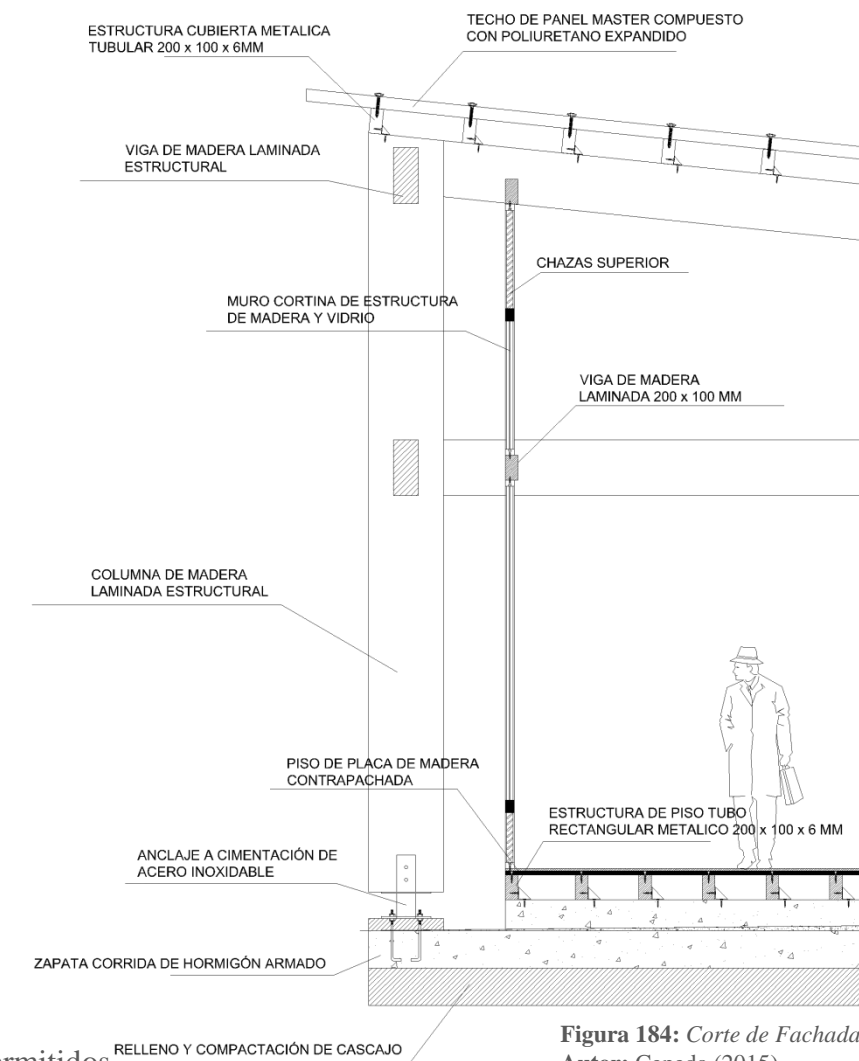 ESTRUCTURA CUBIERTA METALICA
TUBULAR 200 x 100 x 6MM
TECHO DE PANEL MASTER COMPUESTO
CON POLIURETANO EXPANDIDO
VIGA DE MADERA LAMINADA
ESTRUCTURAL
CHAZAS SUPERIOR
MURO CORTINA DE ESTRUCTURA
DE MADERA Y VIDRIO
VIGA DE MADERA
LAMINADA 200 x 100 MM
COLUMNA DE MADERA
LAMINADA ESTRUCTURAL
PISO DE PLACA DE MADERA
CONTRAPACHADA
ESTRUCTURA DE PISO TUBO
RECTANGULAR METALICO 200 x 100 x 6 MM
ANCLAJE A CIMENTACIÓN DE
ACERO INOXIDABLE
ZAPATA CORRIDA DE HORMIGÓN ARMADO
RELLENO Y COMPACTACIÓN DE CASCAJO
Figura 184: Corte de Fachada